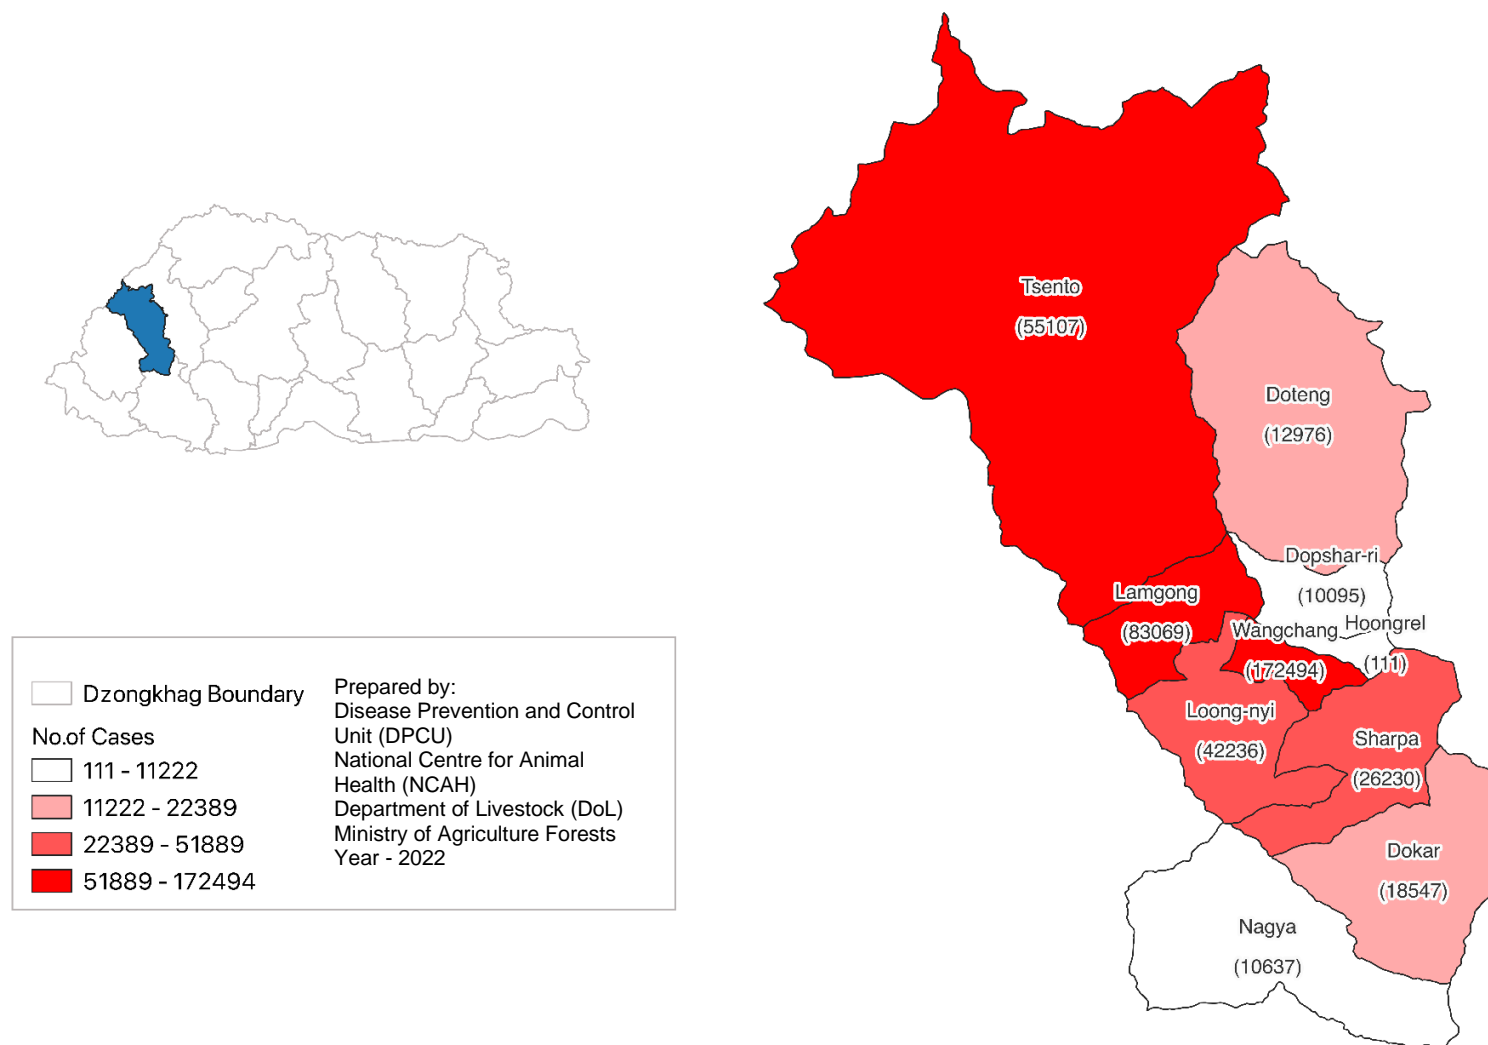 Tsento
(55107)
Doteng
(12976)
Dopshar-ri
(10095)
Lamgong
(83069)
Wangchang
(172494)
Hoongrel
(111)
Loong-nyi
(42236)
Sharpa
(26230)
Dokar
(18547)
Nagya
(10637)
Dzongkhag Boundary
No.of Cases
111 - 11222
11222 - 22389
22389 - 51889
51889 - 172494
Prepared by:
Disease Prevention and Control
Unit (DPCU)
National Centre for Animal
Health (NCAH)
Department of Livestock (DoL)
Ministry of Agriculture Forests
Year - 2022